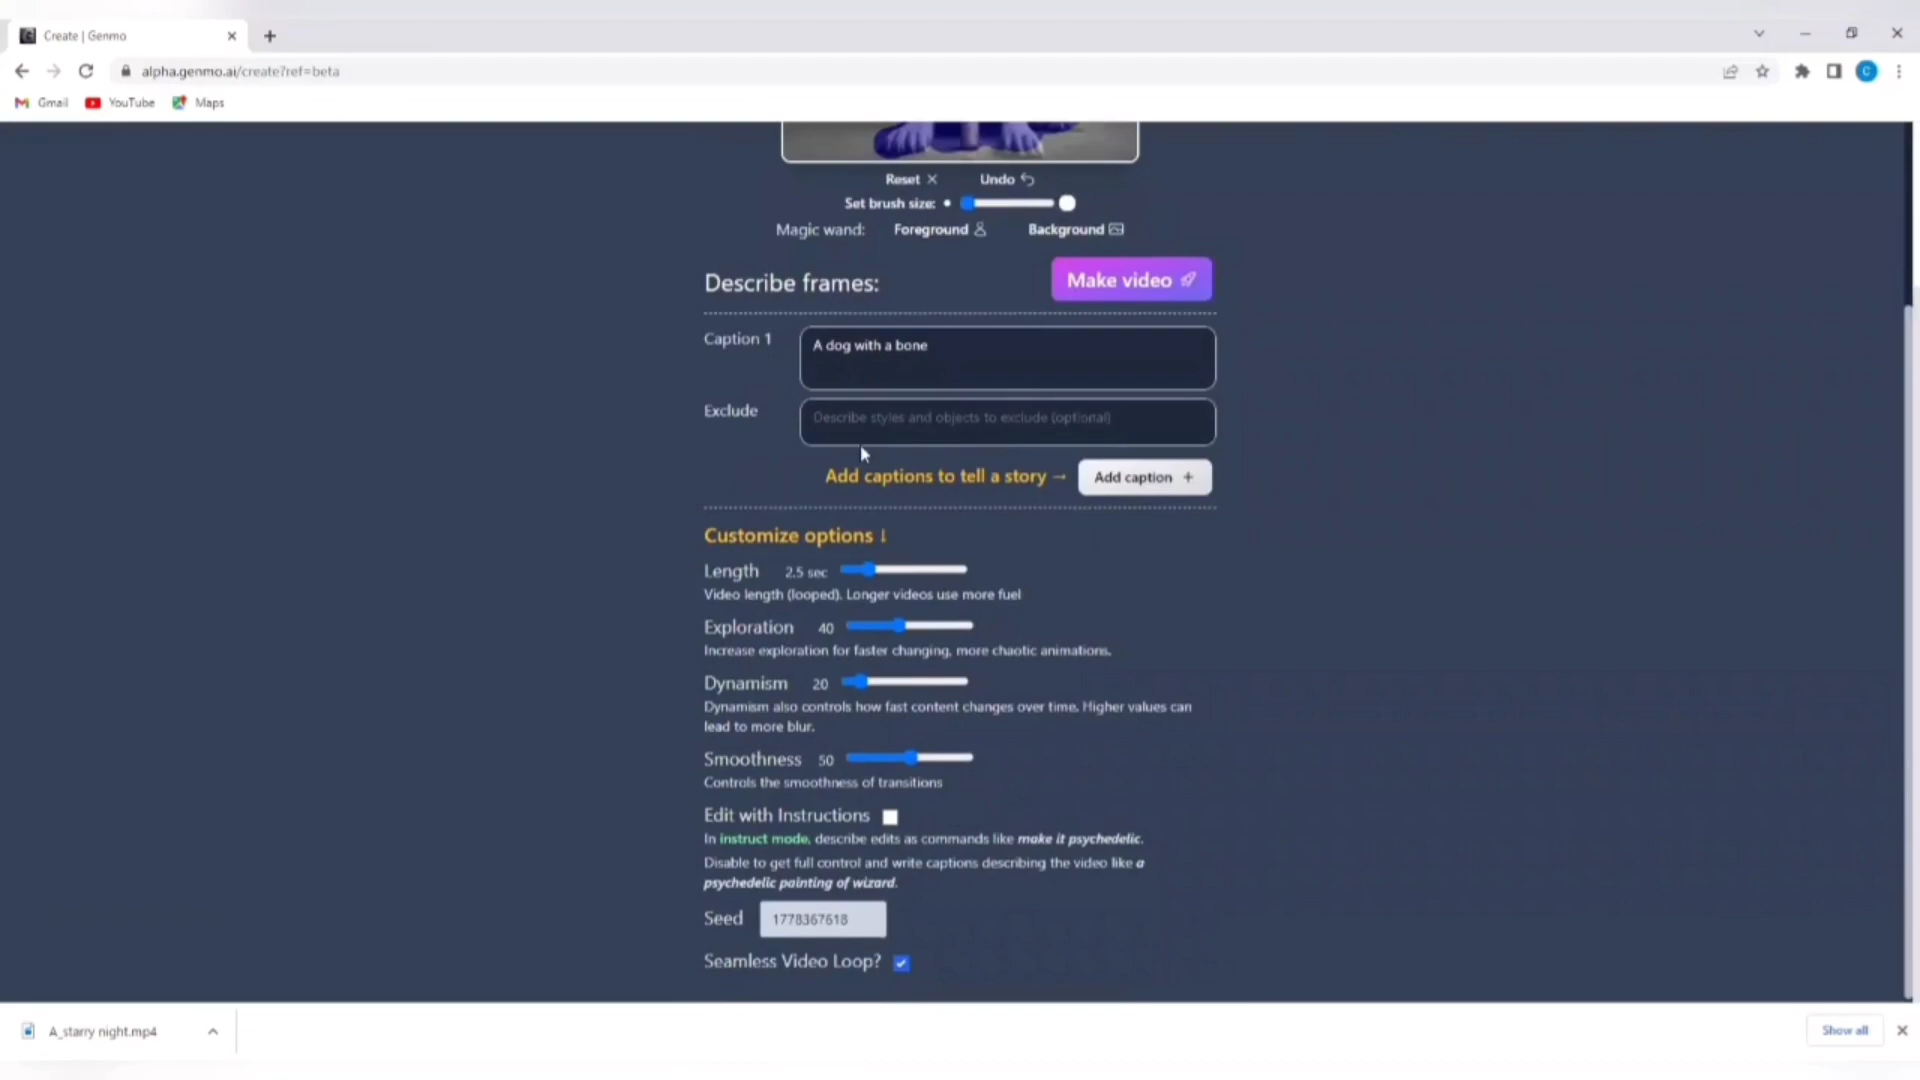 Create | Genmo
alpha.genmo.ai/create?ref=beta
C
Gmail YouTube Maps
Reset Undo
Set brush size:
Magic wand: Foreground Background
Describe frames: Make video
Caption 1 A dog with a bone
Exclude Describe styles and objects to exclude (optional)
Add captions to tell a story → Add caption +
Customize options ↓
Length 2.5 sec
Video length (looped). Longer videos use more fuel
Exploration 40
Increase exploration for faster changing, more chaotic animations.
Dynamism 20
Dynamism also controls how fast content changes over time. Higher values can
lead to more blur.
Smoothness 50
Controls the smoothness of transitions
Edit with Instructions
In instruct mode, describe edits as commands like make it psychedelic.
Disable to get full control and write captions describing the video like a
psychedelic painting of wizard.
Seed 1778367618
Seamless Video Loop?
A_starry night.mp4 Show all